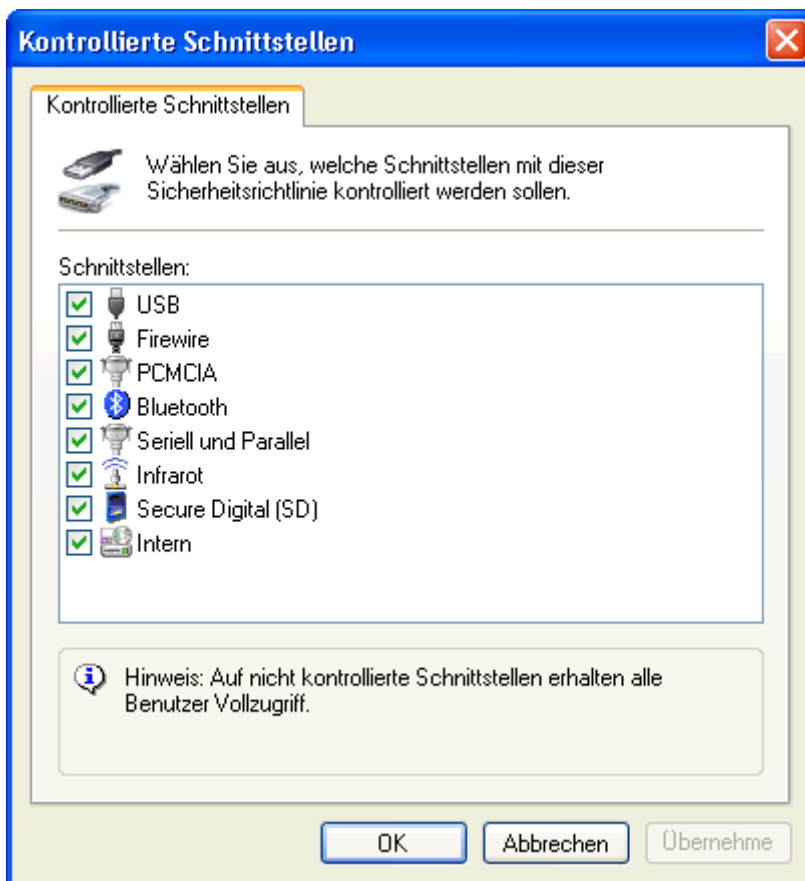 Kontrollierte Schnittstellen
Kontrollierte Schnittstellen
Wählen Sie aus, welche Schnittstellen mit dieser
Sicherheitsrichtlinie kontrolliert werden sollen.
Schnittstellen:
USB
Firewire
PCMCIA
Bluetooth
Seriell und Parallel
Infrarot
Secure Digital (SD)
Intern
Hinweis: Auf nicht kontrollierte Schnittstellen erhalten alle
Benutzer Vollzugriff.
OK
Abbrechen
Übernehme